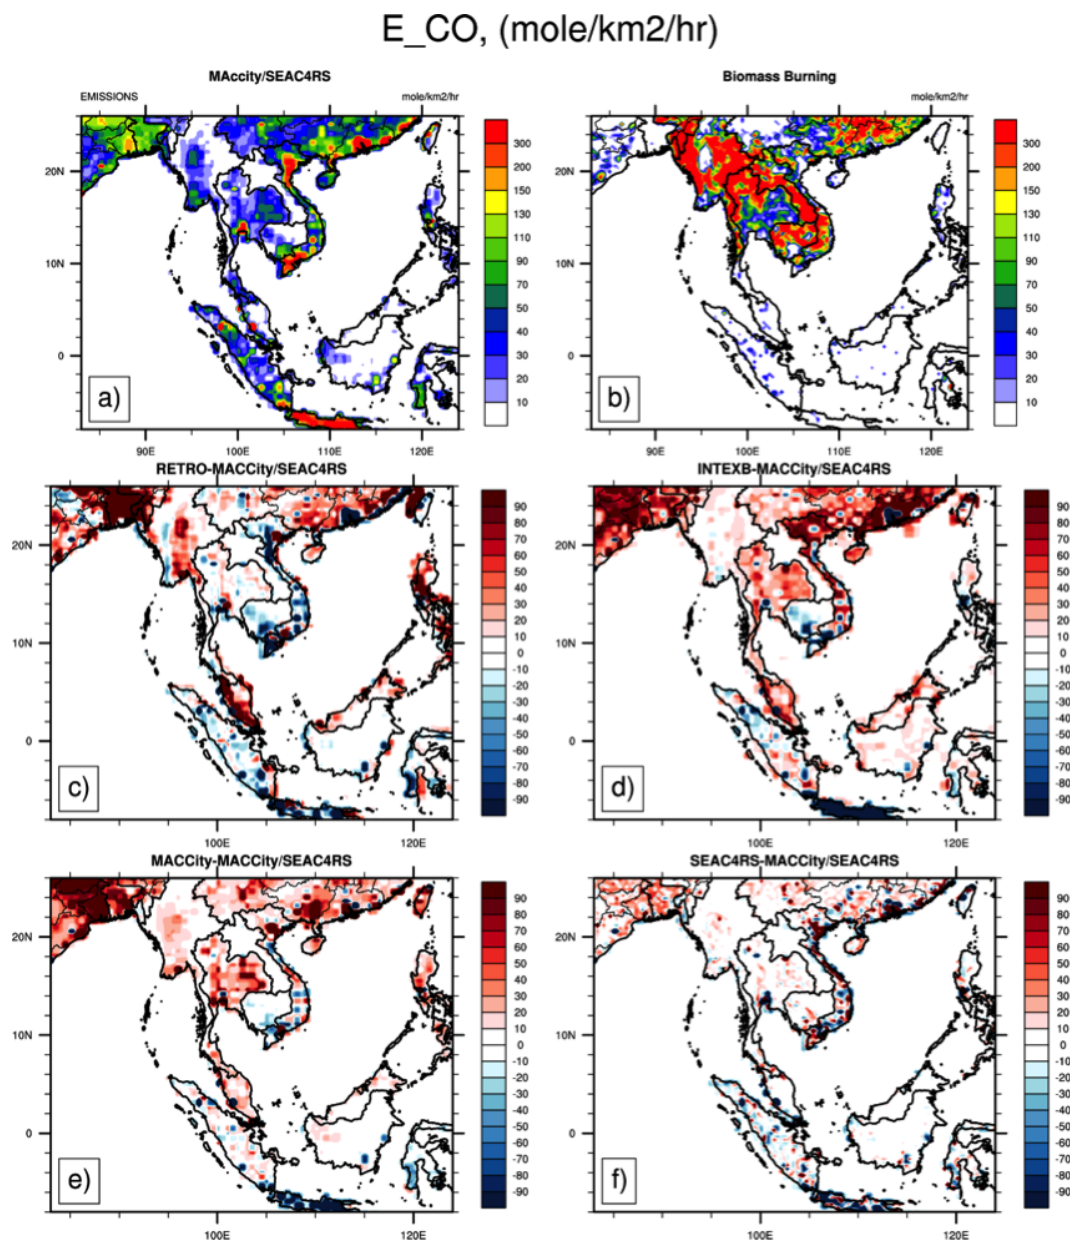 E_CO, (mole/km2/hr)
MAccity/SEAC4RS
EMISSIONS
mole/km2/hr
20N
10N
0
90E
100E
110E
120E
300
200
150
130
110
90
70
50
40
30
20
10
a)
Biomass Burning
mole/km2/hr
20N
10N
0
90E
100E
110E
120E
300
200
150
130
110
90
70
50
40
30
20
10
b)
RETRO-MACCity/SEAC4RS
20N
10N
0
100E
120E
90
80
70
60
50
40
30
20
10
0
-10
-20
-30
-40
-50
-60
-70
-80
-90
c)
INTEXB-MACCity/SEAC4RS
20N
10N
0
100E
120E
90
80
70
60
50
40
30
20
10
0
-10
-20
-30
-40
-50
-60
-70
-80
-90
d)
MACCity-MACCity/SEAC4RS
20N
10N
0
100E
120E
90
80
70
60
50
40
30
20
10
0
-10
-20
-30
-40
-50
-60
-70
-80
-90
e)
SEAC4RS-MACCity/SEAC4RS
20N
10N
0
100E
120E
90
80
70
60
50
40
30
20
10
0
-10
-20
-30
-40
-50
-60
-70
-80
-90
f)